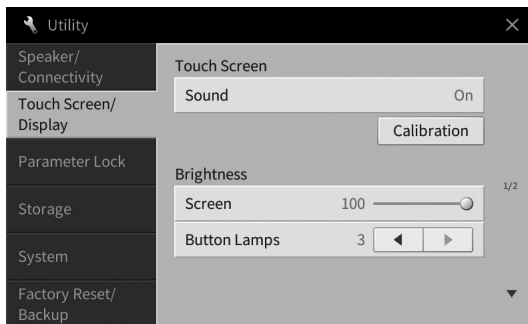 Utility
Speaker/
Connectivity
Touch Screen/
Display
Parameter Lock
Storage
System
Factory Reset/
Backup
Touch Screen
Sound On
Calibration
Brightness
Screen 100
Button Lamps 3
1/2